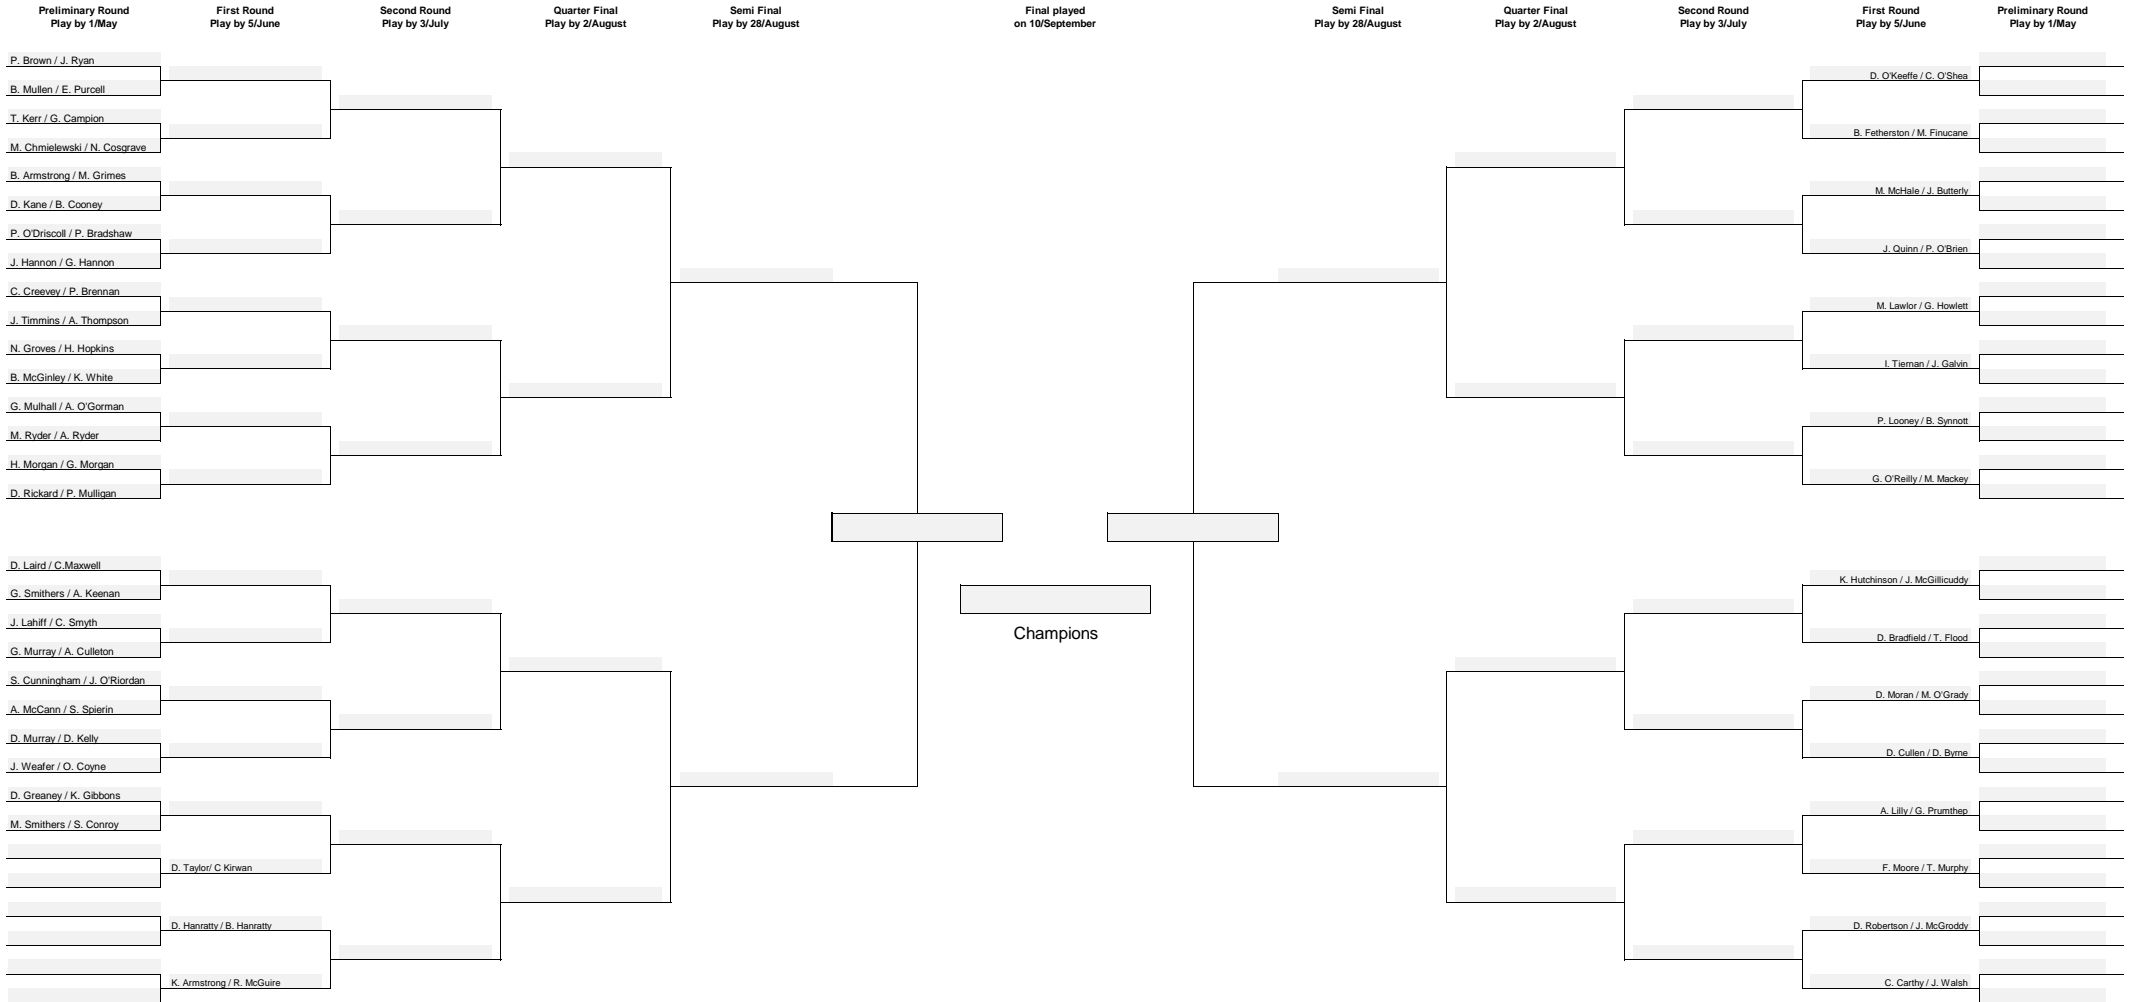 Preliminary Round
Play by 1/May
First Round
Play by 5/June
Second Round
Play by 3/July
Quarter Final
Play by 2/August
Semi Final
Play by 28/August
Final played
on 10/September
Semi Final
Play by 28/August
Quarter Final
Play by 2/August
Second Round
Play by 3/July
First Round
Play by 5/June
Preliminary Round
Play by 1/May
P. Brown / J. Ryan
B. Mullen / E. Purcell
T. Kerr / G. Campion
M. Chmielewski / N. Cosgrave
B. Armstrong / M. Grimes
D. Kane / B. Cooney
P. O'Driscoll / P. Bradshaw
J. Hannon / G. Hannon
C. Creevey / P. Brennan
J. Timmins / A. Thompson
N. Groves / H. Hopkins
B. McGinley / K. White
G. Mulhall / A. O'Gorman
M. Ryder / A. Ryder
H. Morgan / G. Morgan
D. Rickard / P. Mulligan
D. Laird / C.Maxwell
G. Smithers / A. Keenan
J. Lahiff / C. Smyth
G. Murray / A. Culleton
S. Cunningham / J. O'Riordan
A. McCann / S. Spierin
D. Murray / D. Kelly
J. Weafer / O. Coyne
D. Greaney / K. Gibbons
M. Smithers / S. Conroy
D. Taylor/ C Kirwan
D. Hanratty / B. Hanratty
K. Armstrong / R. McGuire
Champions
D. O'Keeffe / C. O'Shea
B. Fetherston / M. Finucane
M. McHale / J. Butterly
J. Quinn / P. O'Brien
M. Lawlor / G. Howlett
I. Tiernan / J. Galvin
P. Looney / B. Synnott
G. O'Reilly / M. Mackey
K. Hutchinson / J. McGillicuddy
D. Bradfield / T. Flood
D. Moran / M. O'Grady
D. Cullen / D. Byrne
A. Lilly / G. Prumthep
F. Moore / T. Murphy
D. Robertson / J. McGroddy
C. Carthy / J. Walsh